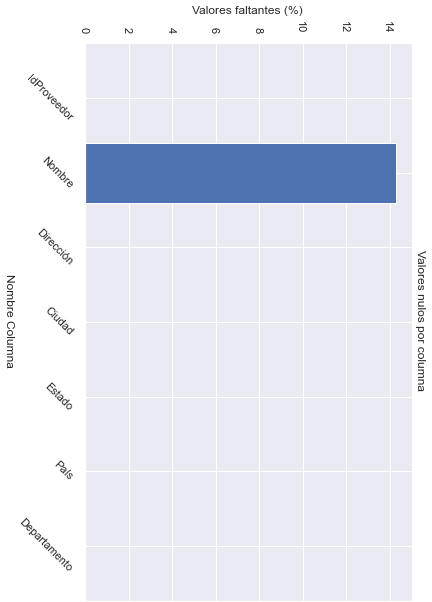 Valores nulos por columna
Valores faltantes (%)
14
12
10
8
6
4
2
0
IdProveedor
Nombre
Dirección
Ciudad
Estado
País
Departamento
Nombre Columna